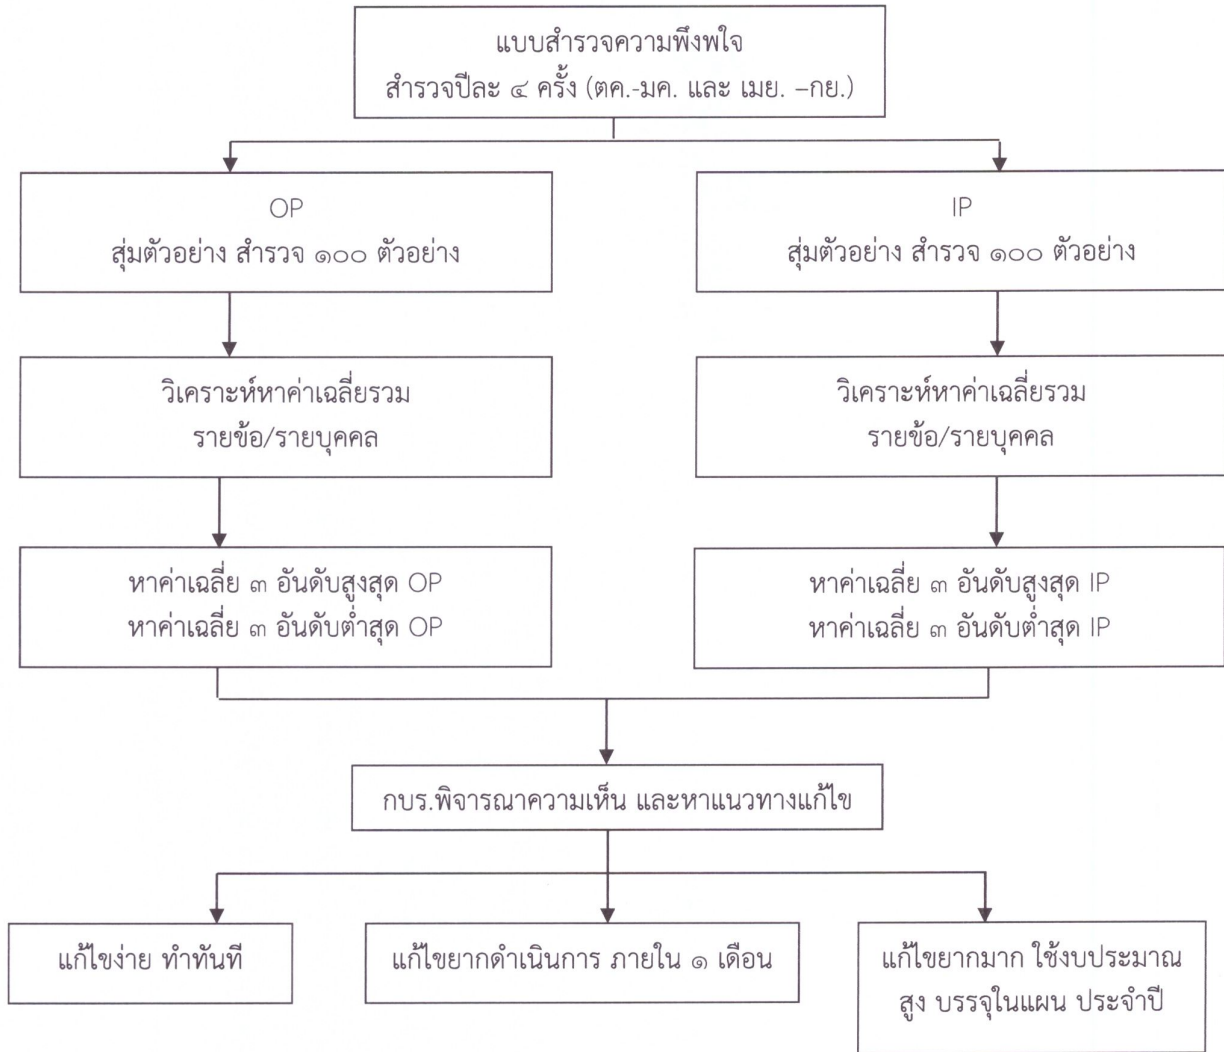 แบบสำรวจความพึงพใจ
สำรวจปีละ ๔ ครั้ง (ตค.-มค. และ เมย. –กย.)
OP
สุ่มตัวอย่าง สำรวจ ๑๐๐ ตัวอย่าง
IP
สุ่มตัวอย่าง สำรวจ ๑๐๐ ตัวอย่าง
วิเคราะห์หาค่าเฉลี่ยรวม
รายข้อ/รายบุคคล
วิเคราะห์หาค่าเฉลี่ยรวม
รายข้อ/รายบุคคล
หาค่าเฉลี่ย ๓ อันดับสูงสุด OP
หาค่าเฉลี่ย ๓ อันดับต่ำสุด OP
หาค่าเฉลี่ย ๓ อันดับสูงสุด IP
หาค่าเฉลี่ย ๓ อันดับต่ำสุด IP
กบร.พิจารณาความเห็น และหาแนวทางแก้ไข
แก้ไขง่าย ทำทันที
แก้ไขยากดำเนินการ ภายใน ๑ เดือน
แก้ไขยากมาก ใช้งบประมาณ
สูง บรรจุในแผน ประจำปี